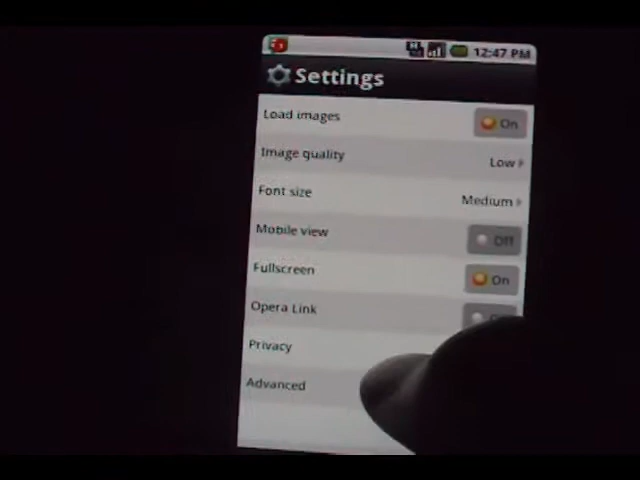 12:47 PM
Settings
Load images On
Image quality Low
Font size Medium
Mobile view Off
Fullscreen On
Opera Link
Privacy
Advanced